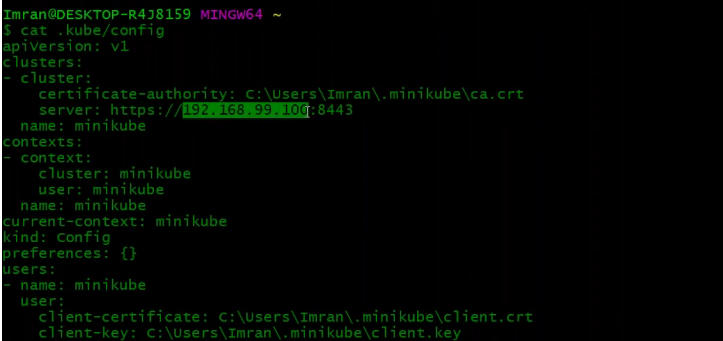 Imran@DESKTOP-R4J8159 MINGW64 ~
$ cat .kube/config
apiVersion: v1
clusters:
- cluster:
    certificate-authority: C:\Users\Imran\.minikube\ca.crt
    server: https://192.168.99.100:8443
  name: minikube
contexts:
- context:
    cluster: minikube
    user: minikube
  name: minikube
current-context: minikube
kind: Config
preferences: {}
users:
- name: minikube
  user:
    client-certificate: C:\Users\Imran\.minikube\client.crt
    client-key: C:\Users\Imran\.minikube\client.key